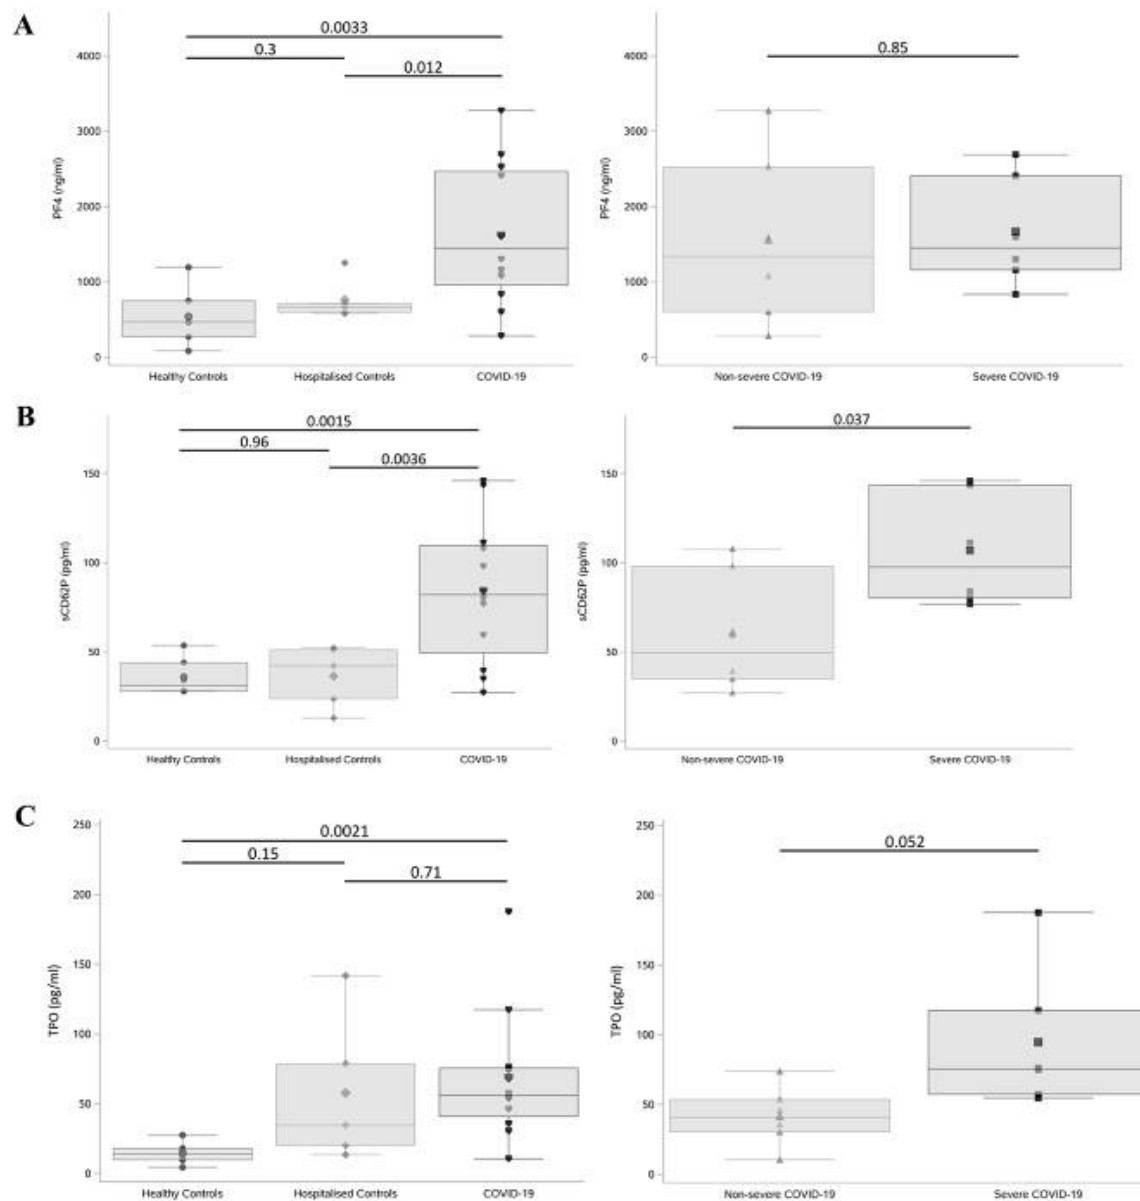 A
0.0033
0.3
0.012
4000
3000
2000
1000
0
PF4 (ng/ml)
Healthy Controls
Hospitalised Controls
COVID-19
0.85
4000
3000
2000
1000
0
PF4 (ng/ml)
Non-severe COVID-19
Severe COVID-19
B
0.0015
0.96
0.0036
150
100
50
0
sCD62P (pg/ml)
Healthy Controls
Hospitalised Controls
COVID-19
0.037
150
100
50
0
sCD62P (pg/ml)
Non-severe COVID-19
Severe COVID-19
C
250
0.0021
0.15
0.71
200
150
100
50
0
TPO (pg/ml)
Healthy Controls
Hospitalised Controls
COVID-19
250
0.052
200
150
100
50
0
TPO (pg/ml)
Non-severe COVID-19
Severe COVID-19